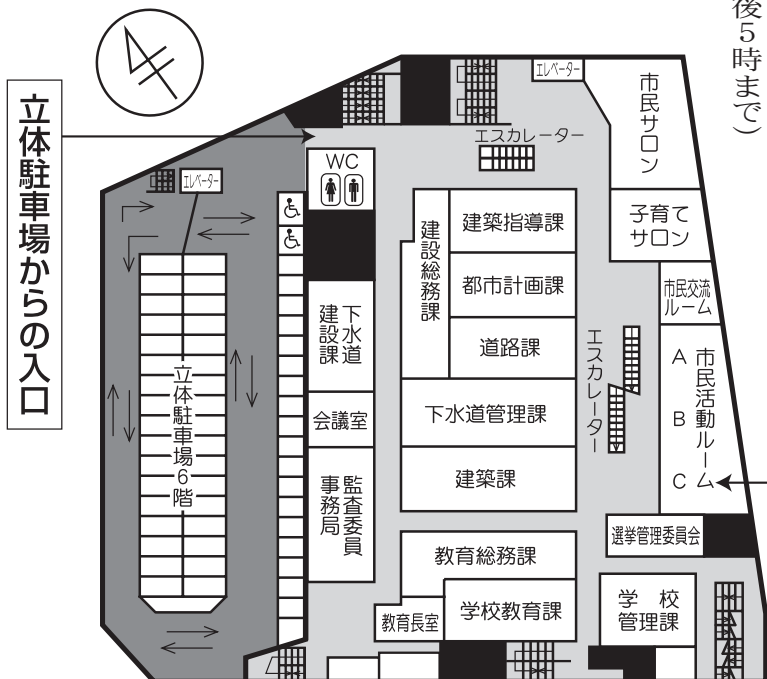 後5時まで）
立体駐車場からの入口
エレベーター
市民サロン
エスカレーター
WC
エレベーター
子育て
サロン
建設総務課
建築指導課
都市計画課
道路課
市民交流
ルーム
下水道
建設課
エスカレーター
A
B
C
市民活動ルーム
立体駐車場6階
会議室
下水道管理課
建築課
監査委員
事務局
選挙管理委員会
教育総務課
教育長室
学校教育課
学校
管理課